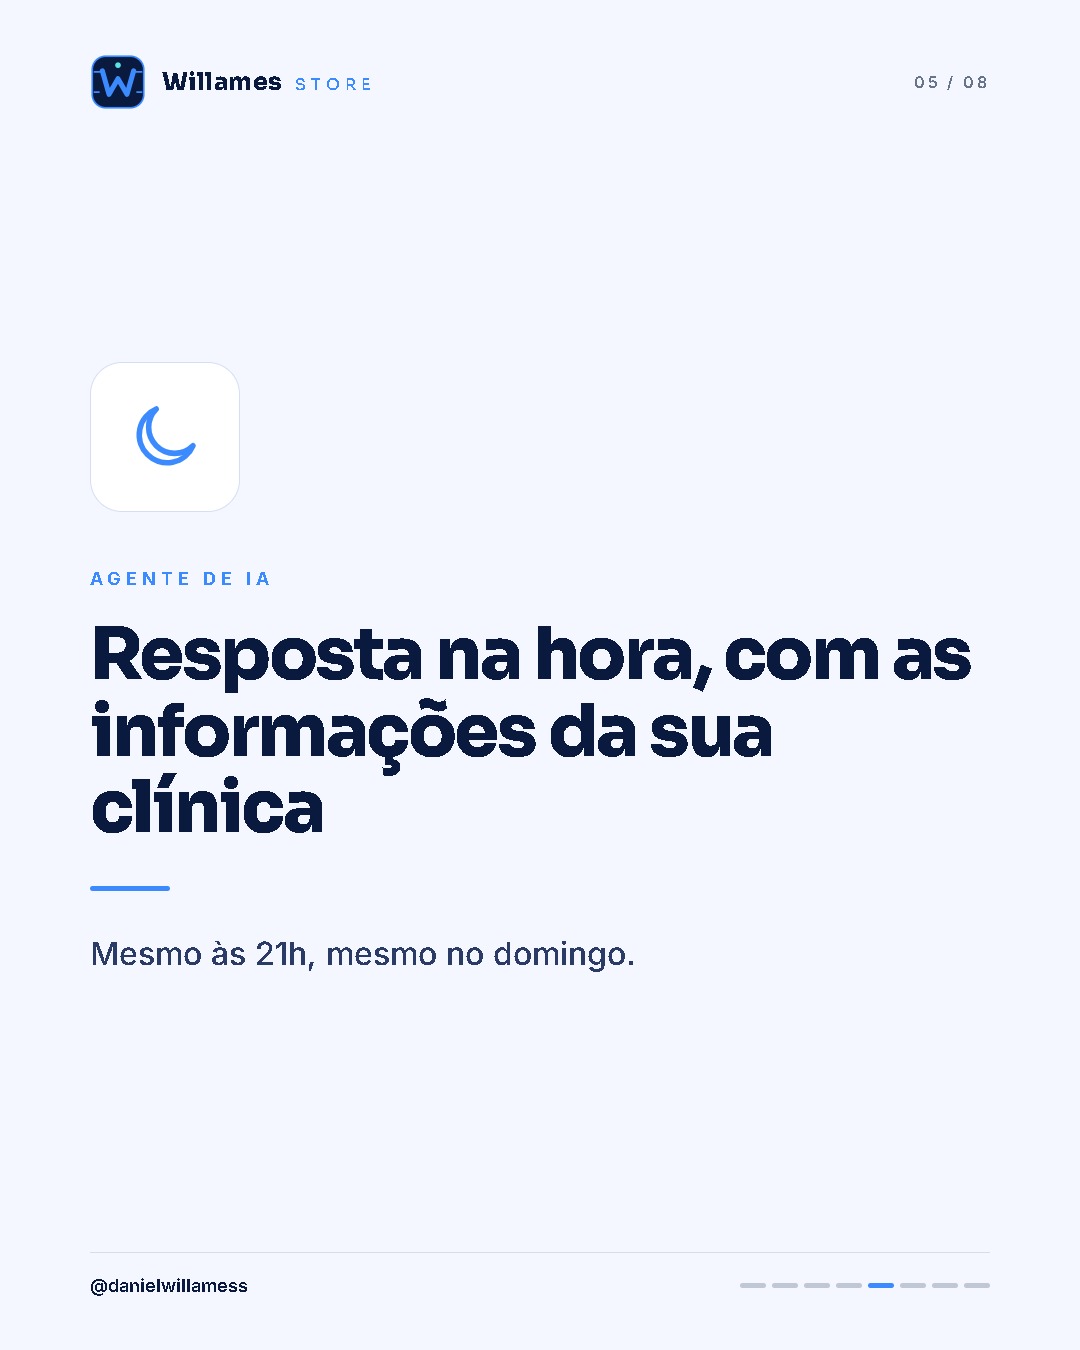 W Willames STORE
05 / 08
AGENTE DE IA
Resposta na hora, com as
informações da sua
clínica
Mesmo às 21h, mesmo no domingo.
@danielwillamess